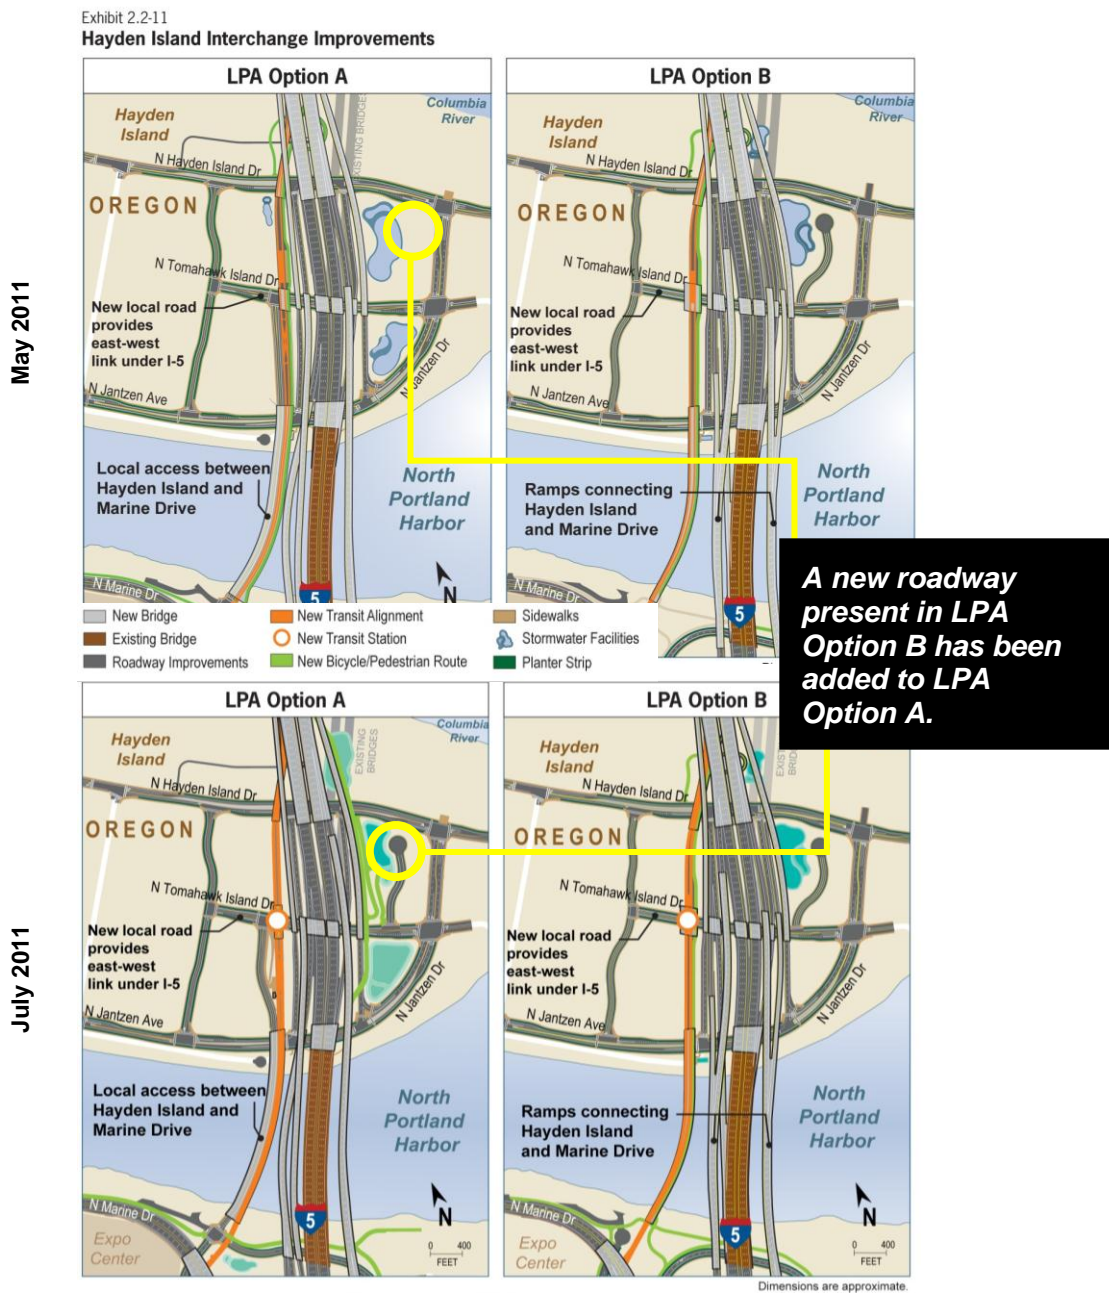 Exhibit 2.2-11
Hayden Island Interchange Improvements
May 2011
LPA Option A
Hayden
Island
Columbia
River
EXISTING BRIDGES
N Hayden Island Dr
OREGON
N Tomahawk Island Dr
New local road
provides
east-west
link under I-5
N Jantzen Dr
N Jantzen Ave
Local access between
Hayden Island and
Marine Drive
North
Portland
Harbor
N Marine Dr
5
N
LPA Option B
Hayden
Island
Columbia
River
N Hayden Island Dr
OREGON
N Tomahawk Island Dr
New local road
provides
east-west
link under I-5
N Jantzen Dr
N Jantzen Ave
Ramps connecting
Hayden Island
and Marine Drive
North
Portland
Harbor
N Marine Dr
5
New Bridge
Existing Bridge
Roadway Improvements
New Transit Alignment
New Transit Station
New Bicycle/Pedestrian Route
Sidewalks
Stormwater Facilities
Planter Strip
A new roadway
present in LPA
Option B has been
added to LPA
Option A.
July 2011
LPA Option A
Hayden
Island
Columbia
River
EXISTING
BRIDGES
N Hayden Island Dr
OREGON
N Tomahawk Island Dr
New local road
provides
east-west
link under I-5
N Jantzen Dr
N Jantzen Ave
Local access between
Hayden Island and
Marine Drive
North
Portland
Harbor
N Marine Dr
Expo
Center
5
N
0 400
FEET
LPA Option B
Hayden
Island
EXISTING
N Hayden Island Dr
OREGON
N Tomahawk Island Dr
New local road
provides
east-west
link under I-5
N Jantzen Dr
N Jantzen Ave
Ramps connecting
Hayden Island
and Marine Drive
North
Portland
Harbor
N Marine Dr
Expo
Center
5
N
0 400
FEET
Dimensions are approximate.